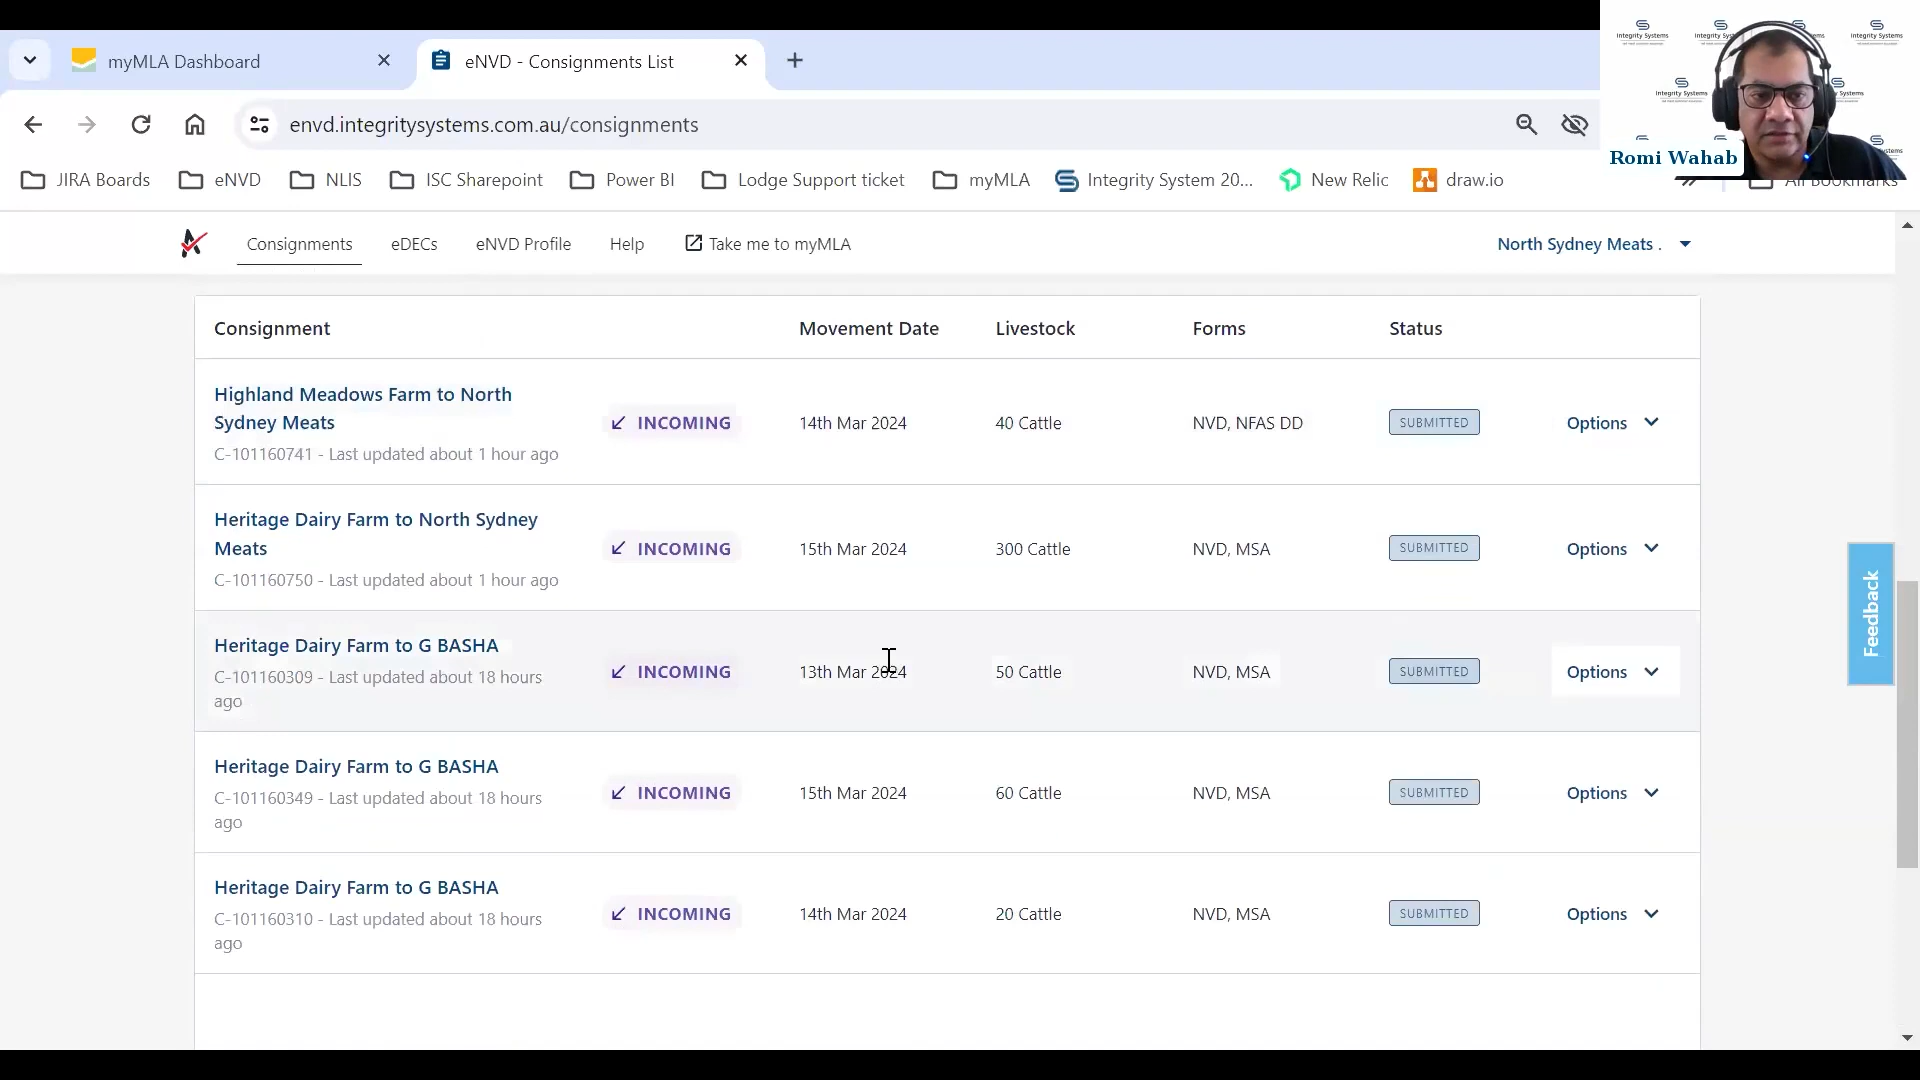 myMLA Dashboard
eNVD - Consignments List
envd.integritysystems.com.au/consignments
JIRA Boards
eNVD
NLIS
ISC Sharepoint
Power BI
Lodge Support ticket
myMLA
Integrity System 20...
New Relic
draw.io
All Bookmarks
Integrity Systems
Romi Wahab
Consignments
eDECs
eNVD Profile
Help
Take me to myMLA
North Sydney Meats .
Consignment
Movement Date
Livestock
Forms
Status
Highland Meadows Farm to North
Sydney Meats
C-101160741 - Last updated about 1 hour ago
INCOMING
14th Mar 2024
40 Cattle
NVD, NFAS DD
SUBMITTED
Options
Heritage Dairy Farm to North Sydney
Meats
C-101160750 - Last updated about 1 hour ago
INCOMING
15th Mar 2024
300 Cattle
NVD, MSA
SUBMITTED
Options
Heritage Dairy Farm to G BASHA
C-101160309 - Last updated about 18 hours
ago
INCOMING
13th Mar 2024
50 Cattle
NVD, MSA
SUBMITTED
Options
Heritage Dairy Farm to G BASHA
C-101160349 - Last updated about 18 hours
ago
INCOMING
15th Mar 2024
60 Cattle
NVD, MSA
SUBMITTED
Options
Heritage Dairy Farm to G BASHA
C-101160310 - Last updated about 18 hours
ago
INCOMING
14th Mar 2024
20 Cattle
NVD, MSA
SUBMITTED
Options
Feedback